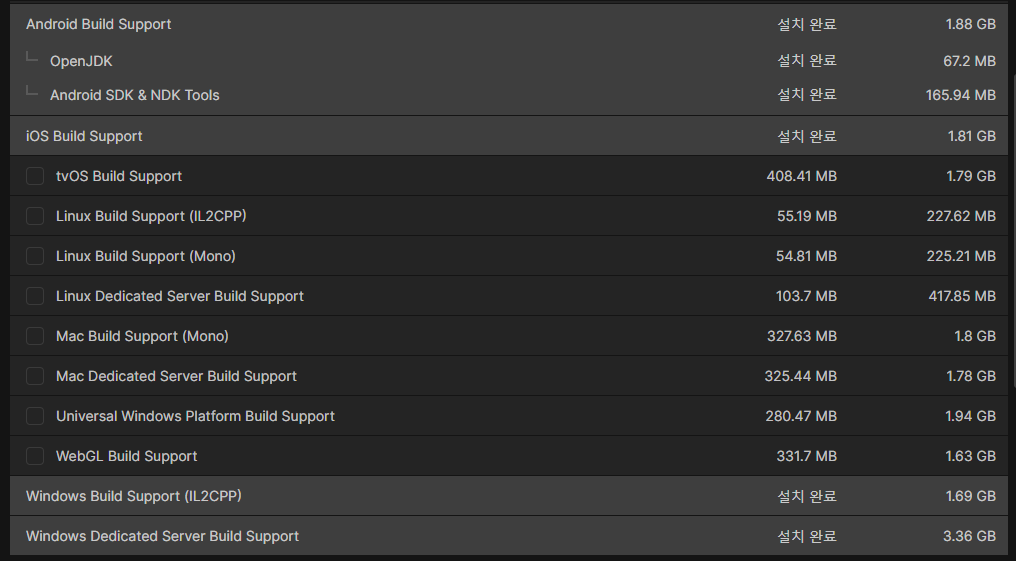 Android Build Support 설치 완료 1.88 GB
OpenJDK 설치 완료 67.2 MB
Android SDK & NDK Tools 설치 완료 165.94 MB
iOS Build Support 설치 완료 1.81 GB
tvOS Build Support 408.41 MB 1.79 GB
Linux Build Support (IL2CPP) 55.19 MB 227.62 MB
Linux Build Support (Mono) 54.81 MB 225.21 MB
Linux Dedicated Server Build Support 103.7 MB 417.85 MB
Mac Build Support (Mono) 327.63 MB 1.8 GB
Mac Dedicated Server Build Support 325.44 MB 1.78 GB
Universal Windows Platform Build Support 280.47 MB 1.94 GB
WebGL Build Support 331.7 MB 1.63 GB
Windows Build Support (IL2CPP) 설치 완료 1.69 GB
Windows Dedicated Server Build Support 설치 완료 3.36 GB